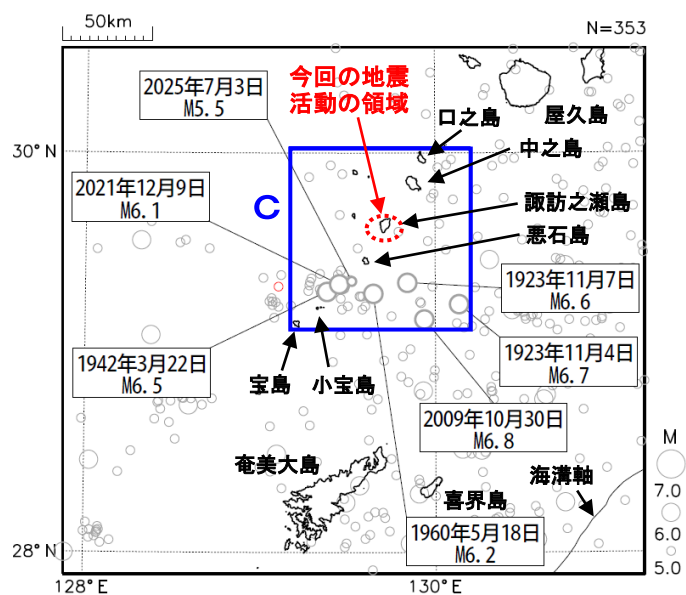 50km
N=353
2025年7月3日
M5.5
今回の地震
活動の領域
口之島
屋久島
30°N
中之島
2021年12月9日
M6.1
C
諏訪之瀬島
悪石島
1923年11月7日
M6.6
1942年3月22日
M6.5
1923年11月4日
M6.7
宝島
小宝島
2009年10月30日
M6.8
奄美大島
喜界島
海溝軸
M
7.0
6.0
5.0
1960年5月18日
M6.2
28°N
128°E
130°E